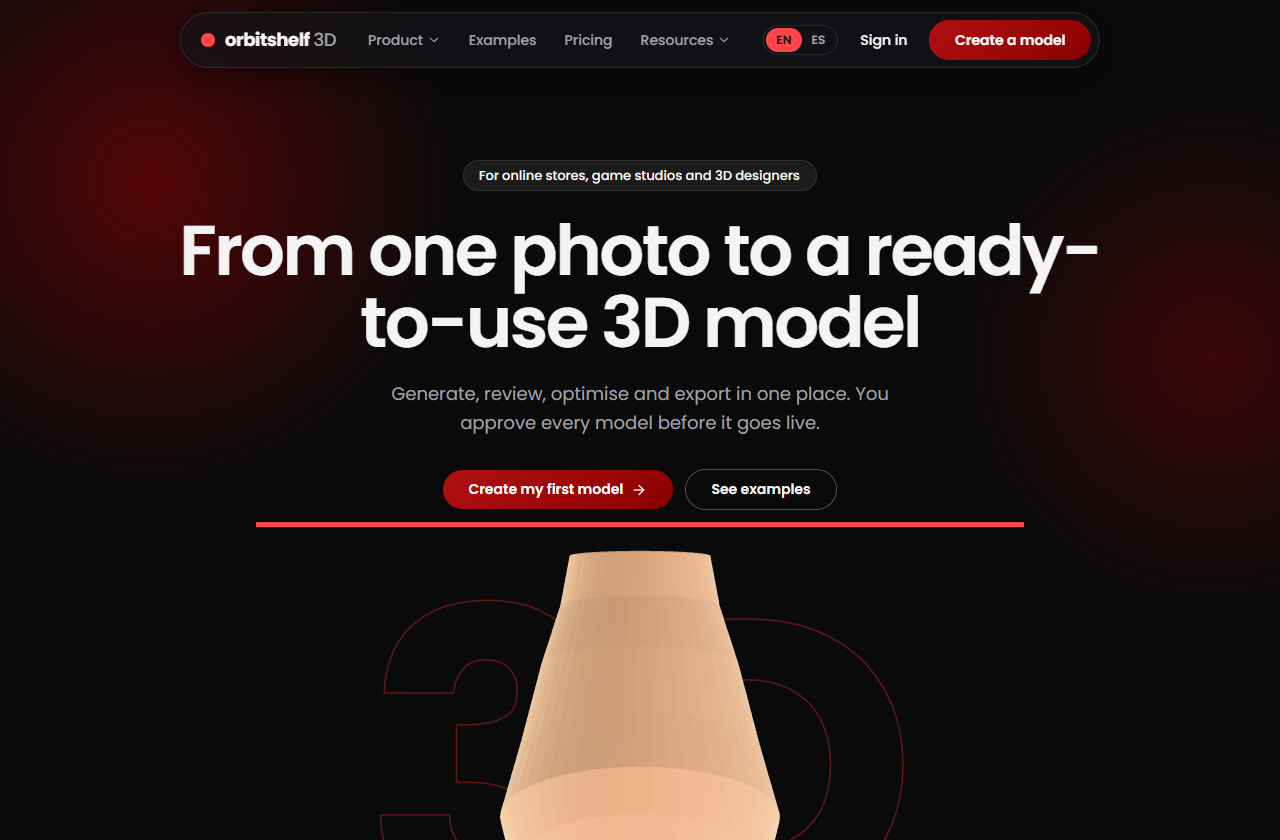 orbitshelf 3D
Product
Examples
Pricing
Resources
EN
ES
Sign in
Create a model
For online stores, game studios and 3D designers
From one photo to a ready-
to-use 3D model
Generate, review, optimise and export in one place. You
approve every model before it goes live.
Create my first model
See examples
3D